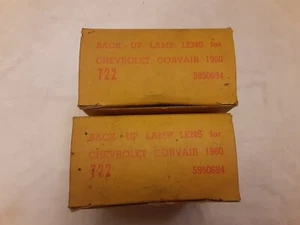 BACK-UP LAMP LENS for
CHEVROLET CORVAIR 1960
722 5950694
BACK-UP LAMP LENS for
CHEVROLET CORVAIR 1960
722 5950694